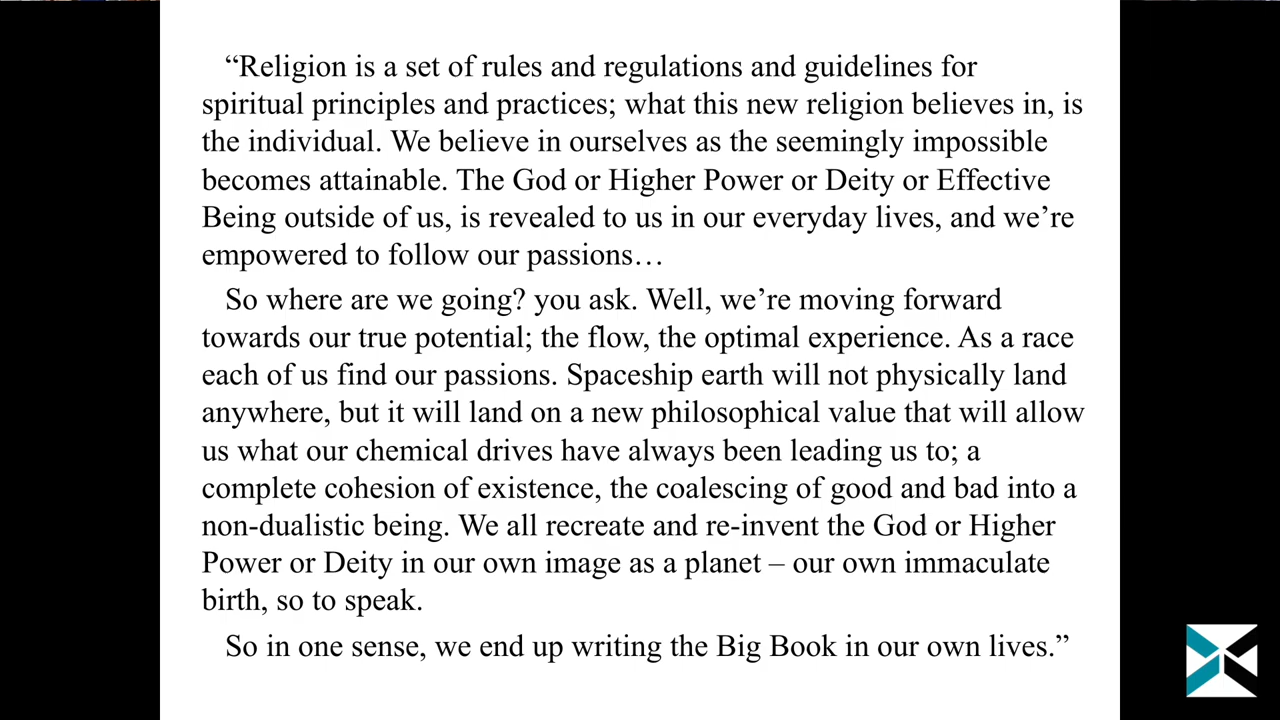 “Religion is a set of rules and regulations and guidelines for
spiritual principles and practices; what this new religion believes in, is
the individual. We believe in ourselves as the seemingly impossible
becomes attainable. The God or Higher Power or Deity or Effective
Being outside of us, is revealed to us in our everyday lives, and we’re
empowered to follow our passions…
So where are we going? you ask. Well, we’re moving forward
towards our true potential; the flow, the optimal experience. As a race
each of us find our passions. Spaceship earth will not physically land
anywhere, but it will land on a new philosophical value that will allow
us what our chemical drives have always been leading us to; a
complete cohesion of existence, the coalescing of good and bad into a
non-dualistic being. We all recreate and re-invent the God or Higher
Power or Deity in our own image as a planet – our own immaculate
birth, so to speak.
So in one sense, we end up writing the Big Book in our own lives.”